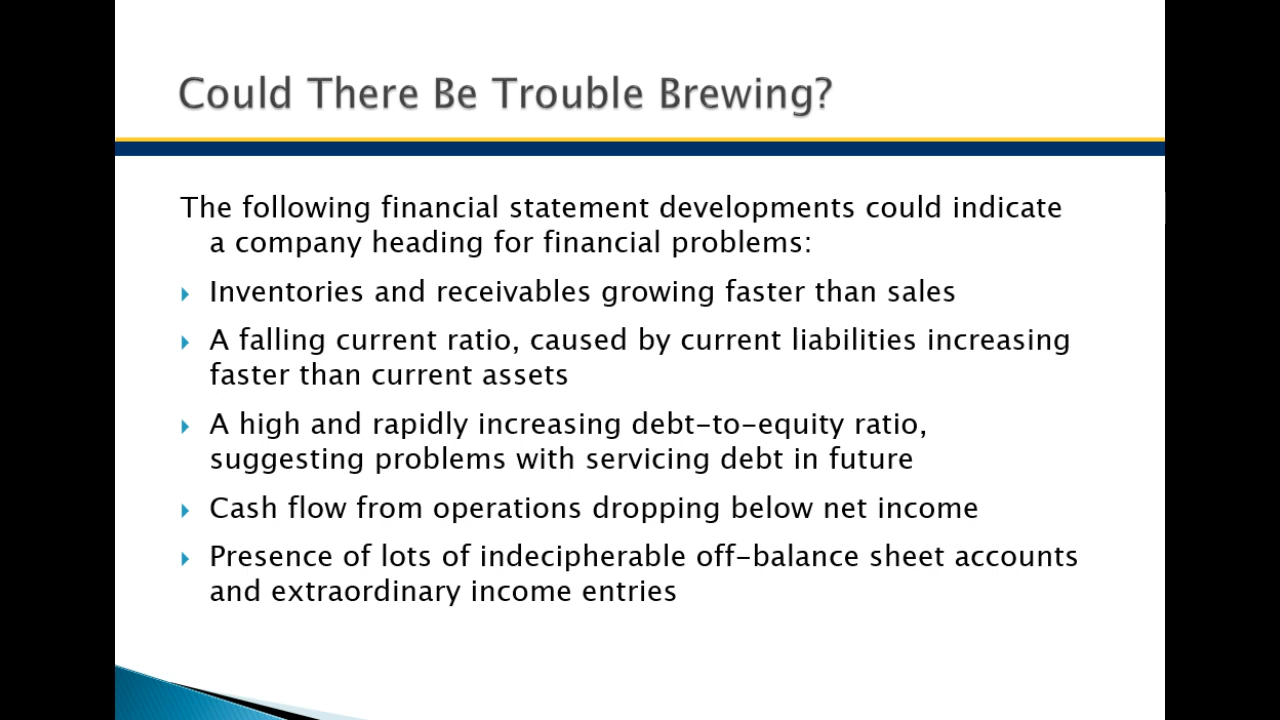 Could There Be Trouble Brewing?
The following financial statement developments could indicate
a company heading for financial problems:
Inventories and receivables growing faster than sales
A falling current ratio, caused by current liabilities increasing
faster than current assets
A high and rapidly increasing debt-to-equity ratio,
suggesting problems with servicing debt in future
Cash flow from operations dropping below net income
Presence of lots of indecipherable off-balance sheet accounts
and extraordinary income entries